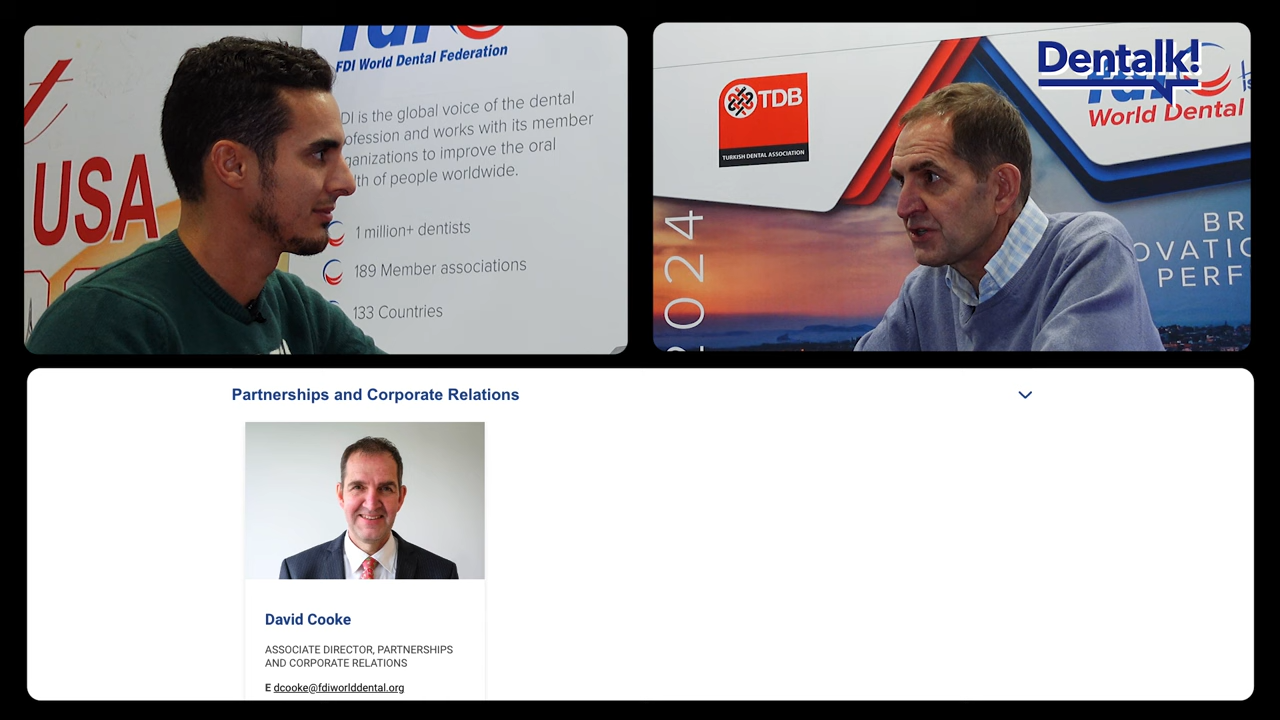 USA
FDI World Dental Federation
DI is the global voice of the dental
ofession and works with its member
ganizations to improve the oral
lth of people worldwide.
1 million+ dentists
189 Member associations
133 Countries
TDB
TURKISH DENTAL ASSOCIATION
Dentalk!
World Dental
2024
BR
OVATIO
PERF
Partnerships and Corporate Relations
David Cooke
ASSOCIATE DIRECTOR, PARTNERSHIPS
AND CORPORATE RELATIONS
E dcooke@fdiworlddental.org